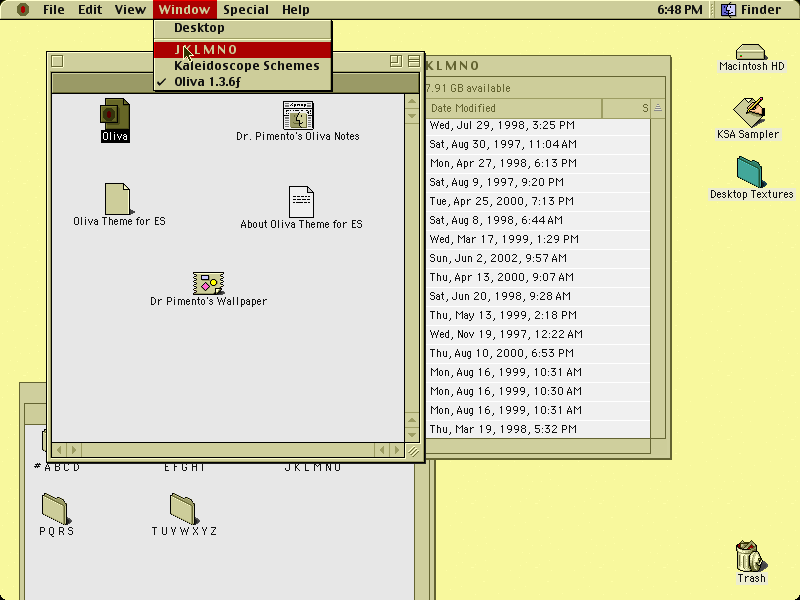 File Edit View Window Special Help 6:48 PM Finder
Desktop
JKLMNO
Kaleidoscope Schemes
✓ Oliva 1.3.6ƒ
KLMNO
7.91 GB available
Date Modified S
Wed, Jul 29, 1998, 3:25 PM
Sat, Aug 30, 1997, 11:04 AM
Mon, Apr 27, 1998, 6:13 PM
Sat, Aug 9, 1997, 9:20 PM
Tue, Apr 25, 2000, 7:13 PM
Sat, Aug 8, 1998, 6:44 AM
Wed, Mar 17, 1999, 1:29 PM
Sun, Jun 2, 2002, 9:57 AM
Thu, Apr 13, 2000, 9:07 AM
Sat, Jun 20, 1998, 9:28 AM
Thu, May 13, 1999, 2:18 PM
Wed, Nov 19, 1997, 12:22 AM
Thu, Aug 10, 2000, 6:53 PM
Mon, Aug 16, 1999, 10:31 AM
Mon, Aug 16, 1999, 10:30 AM
Mon, Aug 16, 1999, 10:31 AM
Thu, Mar 19, 1998, 5:32 PM
Oliva
Dr. Pimento's Oliva Notes
Oliva Theme for ES
About Oliva Theme for ES
Dr Pimento's Wallpaper
#ABCD
EFGHI
JKLMNO
PQRS
TUVWXYZ
Macintosh HD
KSA Sampler
Desktop Textures
Trash